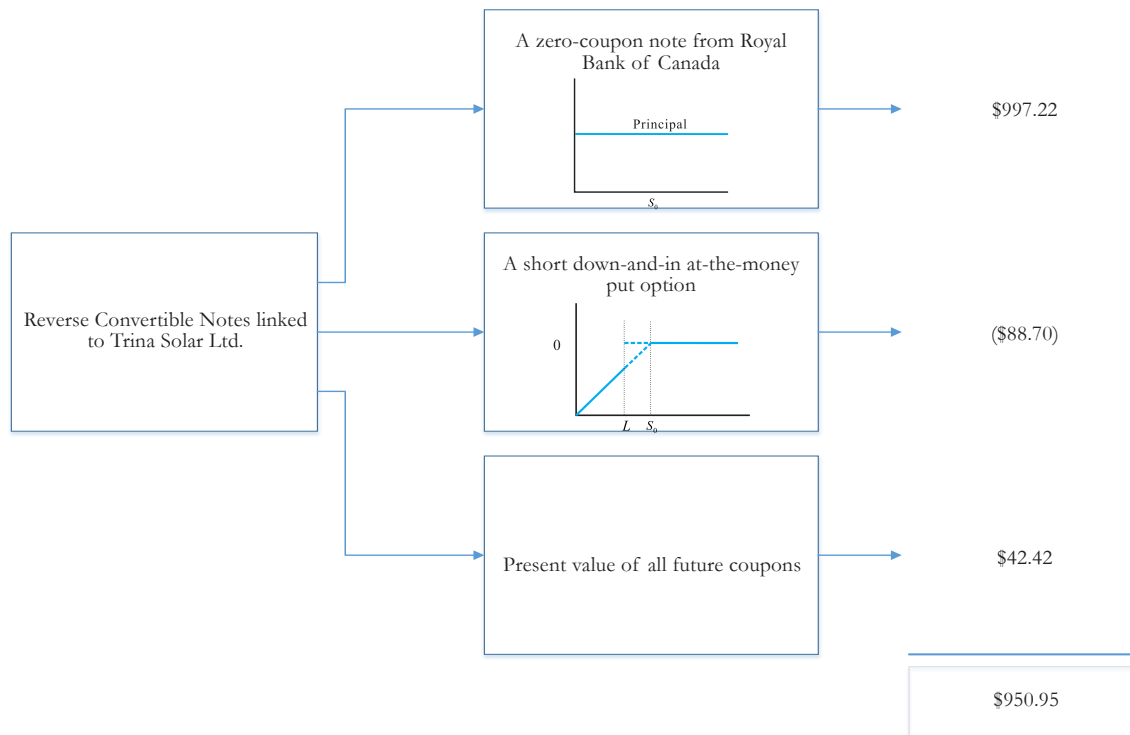 A zero-coupon note from Royal
Bank of Canada
Principal
S₀
$997.22
Reverse Convertible Notes linked
to Trina Solar Ltd.
A short down-and-in at-the-money
put option
0
L S₀
($88.70)
Present value of all future coupons
$42.42
$950.95